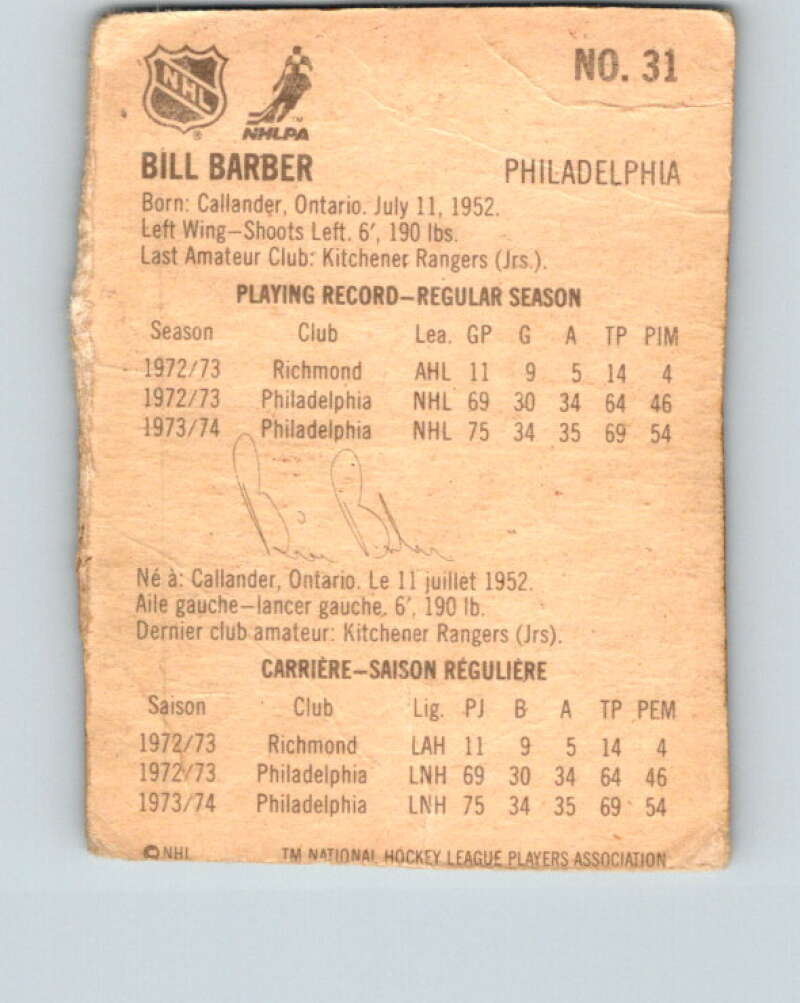 NHL
®
NHLPA
TM
NO. 31
BILL BARBER PHILADELPHIA
Born: Callander, Ontario. July 11, 1952.
Left Wing—Shoots Left. 6', 190 lbs.
Last Amateur Club: Kitchener Rangers (Jrs.).
PLAYING RECORD—REGULAR SEASON
Season Club Lea. GP G A TP PIM
1972/73 Richmond AHL 11 9 5 14 4
1972/73 Philadelphia NHL 69 30 34 64 46
1973/74 Philadelphia NHL 75 34 35 69 54
Bill Barber
Né à: Callander, Ontario. Le 11 juillet 1952.
Aile gauche—lancer gauche. 6', 190 lb.
Dernier club amateur: Kitchener Rangers (Jrs).
CARRIÈRE—SAISON RÉGULIÈRE
Saison Club Lig. PJ B A TP PEM
1972/73 Richmond LAH 11 9 5 14 4
1972/73 Philadelphia LNH 69 30 34 64 46
1973/74 Philadelphia LNH 75 34 35 69 54
© NHL TM NATIONAL HOCKEY LEAGUE PLAYERS ASSOCIATION